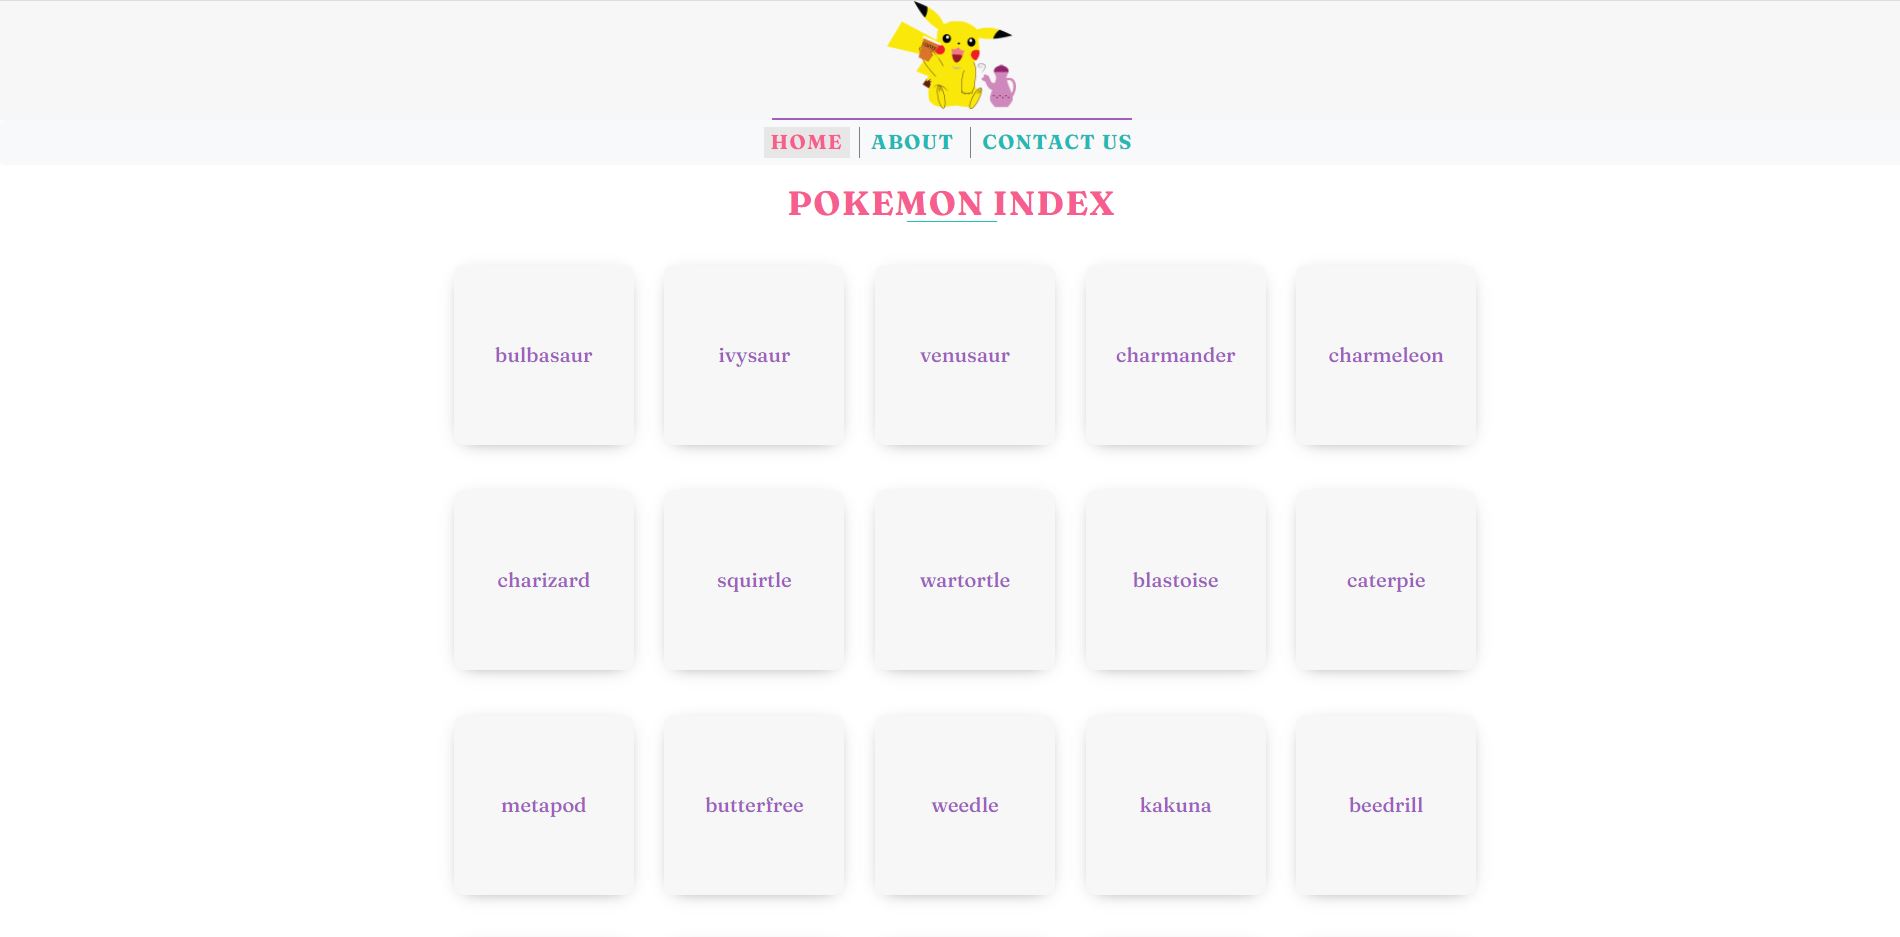 HOME ABOUT CONTACT US
POKEMON INDEX
bulbasaur ivysaur venusaur charmander charmeleon
charizard squirtle wartortle blastoise caterpie
metapod butterfree weedle kakuna beedrill